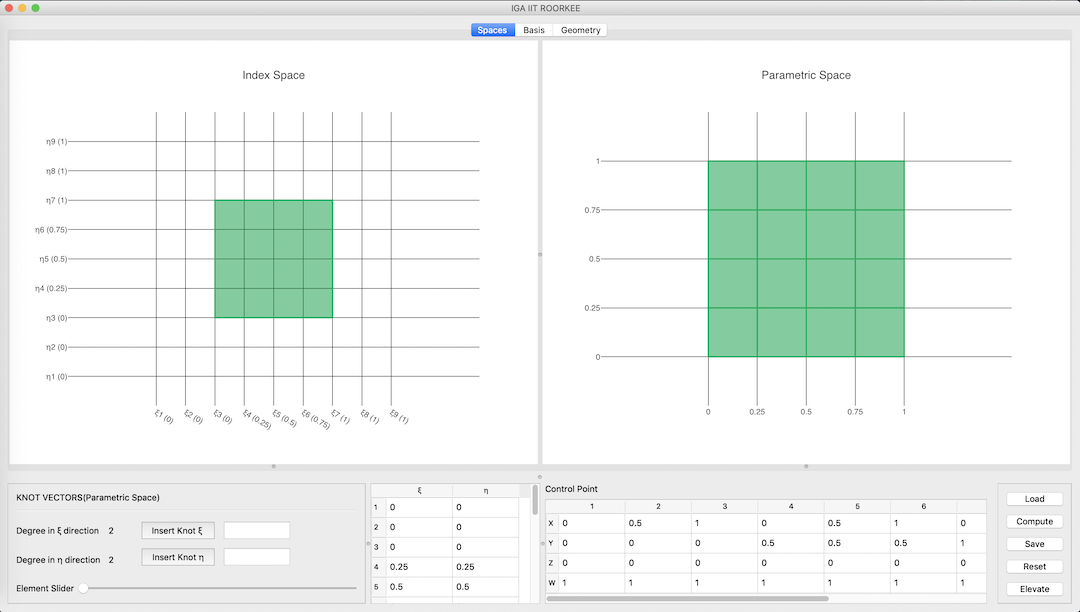 IGA IIT ROORKEE
Spaces Basis Geometry
Index Space
η9 (1)
η8 (1)
η7 (1)
η6 (0.75)
η5 (0.5)
η4 (0.25)
η3 (0)
η2 (0)
η1 (0)
ξ1 (0) ξ2 (0) ξ3 (0) ξ4 (0.25) ξ5 (0.5) ξ6 (0.75) ξ7 (1) ξ8 (1) ξ9 (1)
Parametric Space
1
0.75
0.5
0.25
0
0 0.25 0.5 0.75 1
KNOT VECTORS(Parametric Space)
Degree in ξ direction 2 Insert Knot ξ
Degree in η direction 2 Insert Knot η
Element Slider
ξ η
1 0 0
2 0 0
3 0 0
4 0.25 0.25
5 0.5 0.5
Control Point
1 2 3 4 5 6
X 0 0.5 1 0 0.5 1 0
Y 0 0 0 0.5 0.5 0.5 1
Z 0 0 0 0 0 0 0
W 1 1 1 1 1 1 1
Load
Compute
Save
Reset
Elevate